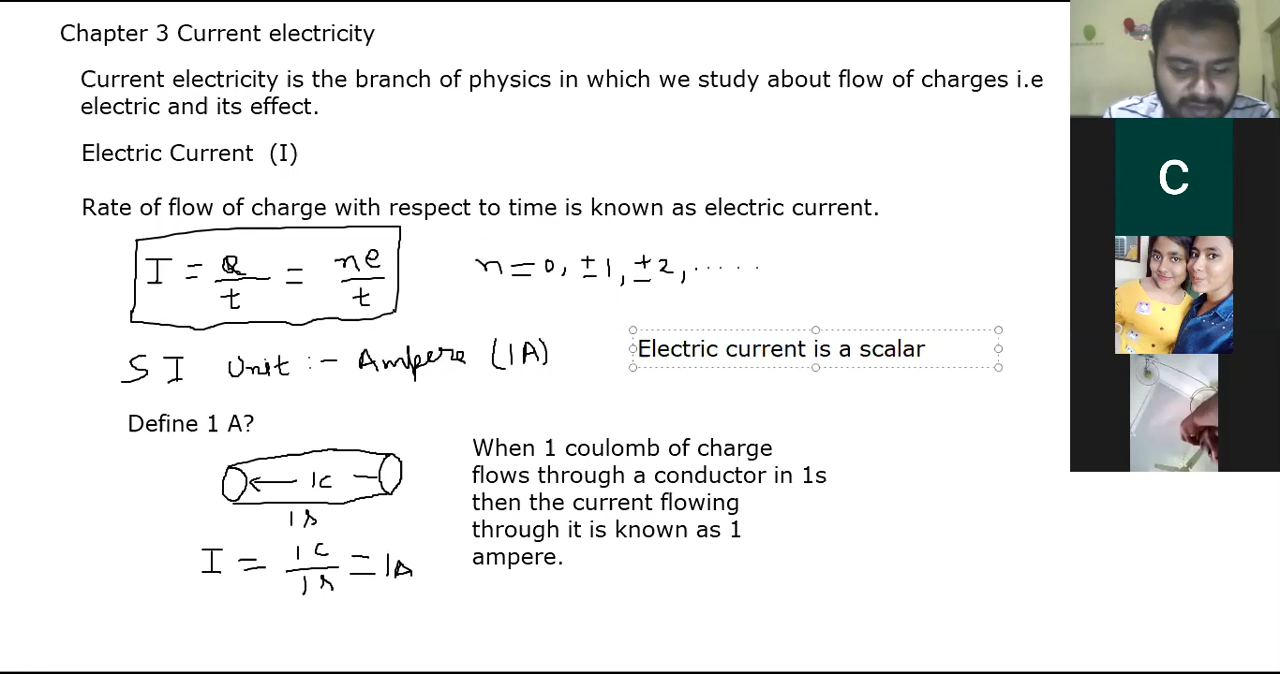 Chapter 3 Current electricity
Current electricity is the branch of physics in which we study about flow of charges i.e
electric and its effect.
Electric Current (I)
Rate of flow of charge with respect to time is known as electric current.
I = Q/t = ne/t
n = 0, ±1, ±2, .....
SI Unit :- Ampere (1A)
Electric current is a scalar
Define 1 A?
1C
1s
I = 1C/1s = 1A
When 1 coulomb of charge
flows through a conductor in 1s
then the current flowing
through it is known as 1
ampere.
C